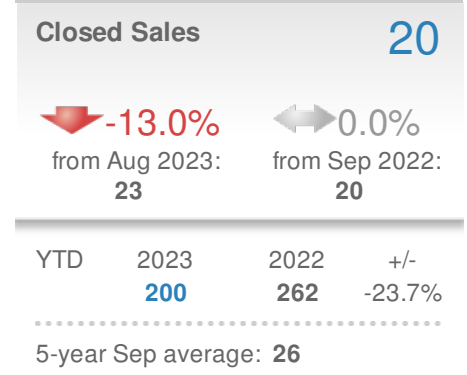 Closed Sales 20
-13.0% 0.0%
from Aug 2023: from Sep 2022:
23 20
YTD 2023 2022 +/-
200 262 -23.7%
5-year Sep average: 26